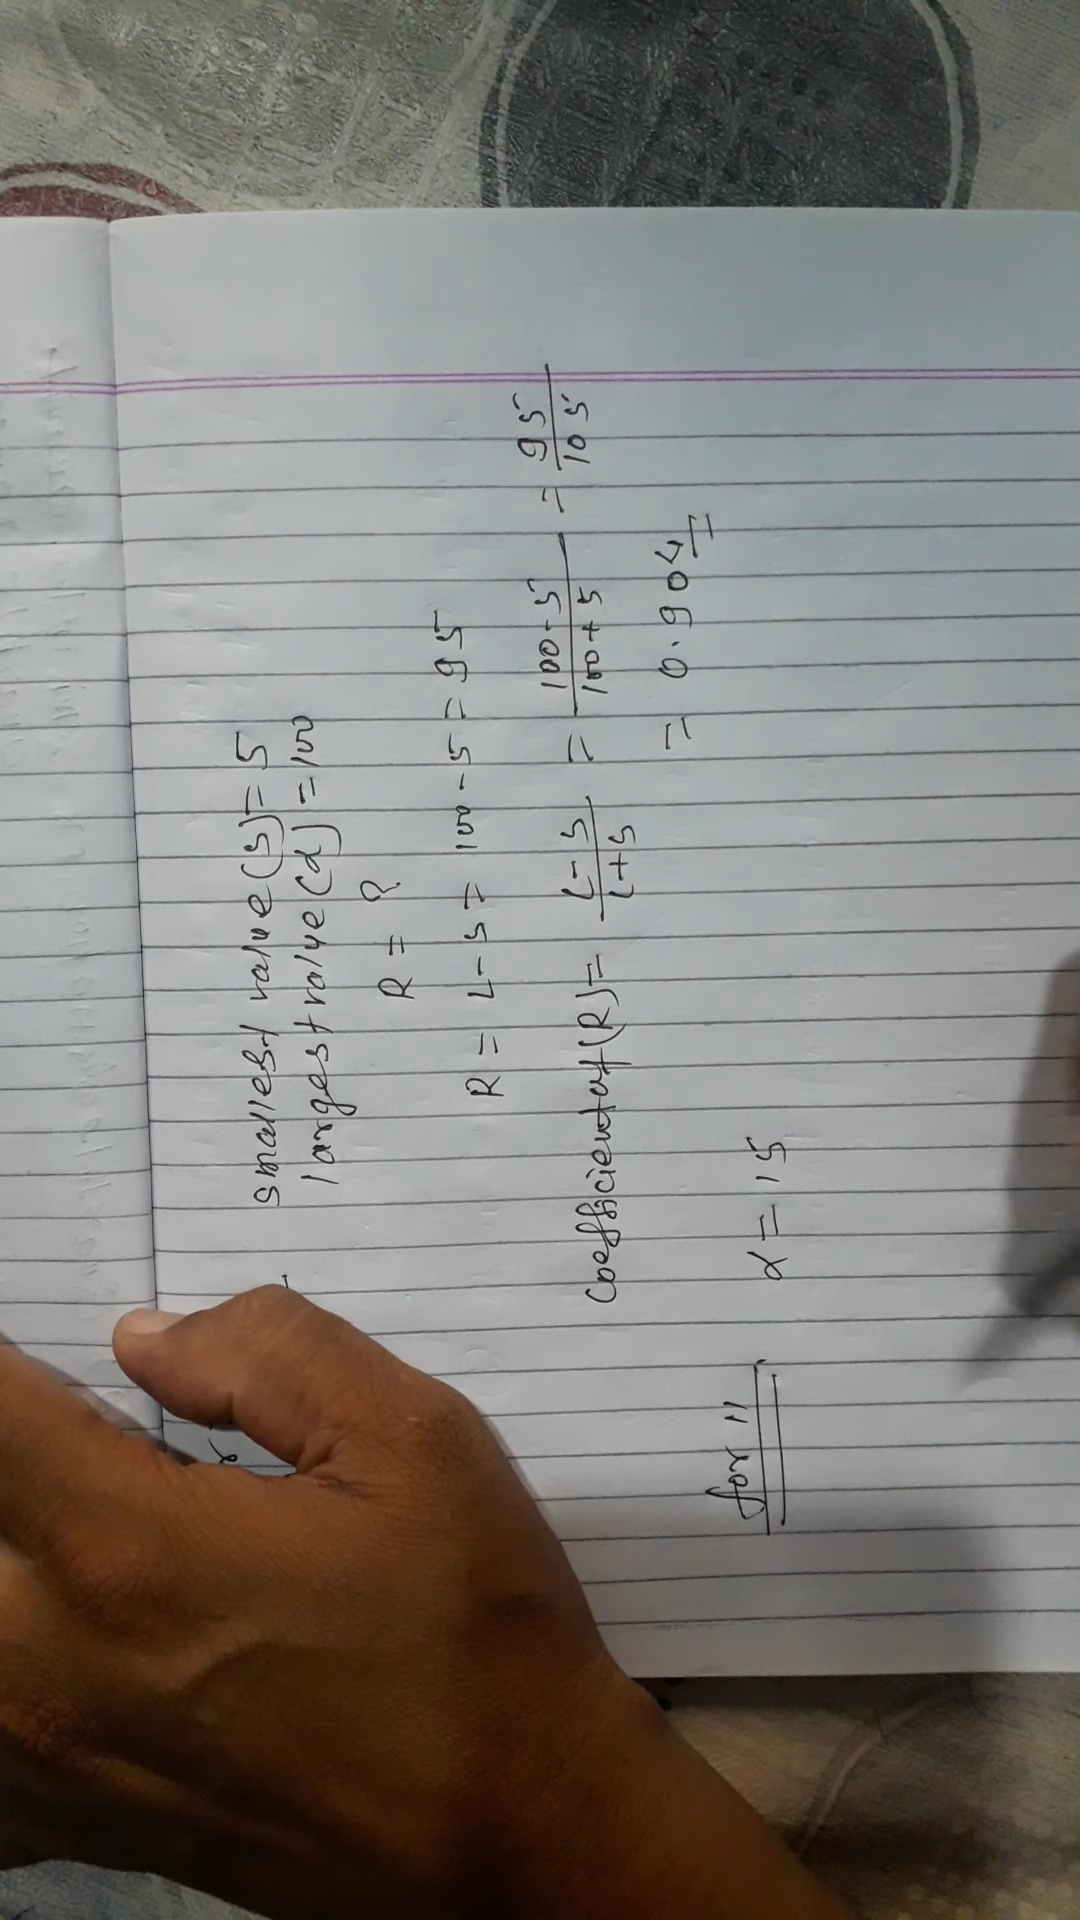 smallest value (S) = 5
largest value (L) = 100
R = ?
R = L - S = 100 - 5 = 95
Coefficient of (R) = L - S / L + S = 100 - 5 / 100 + 5 = 95 / 105
= 0.904
for 11 α = 15